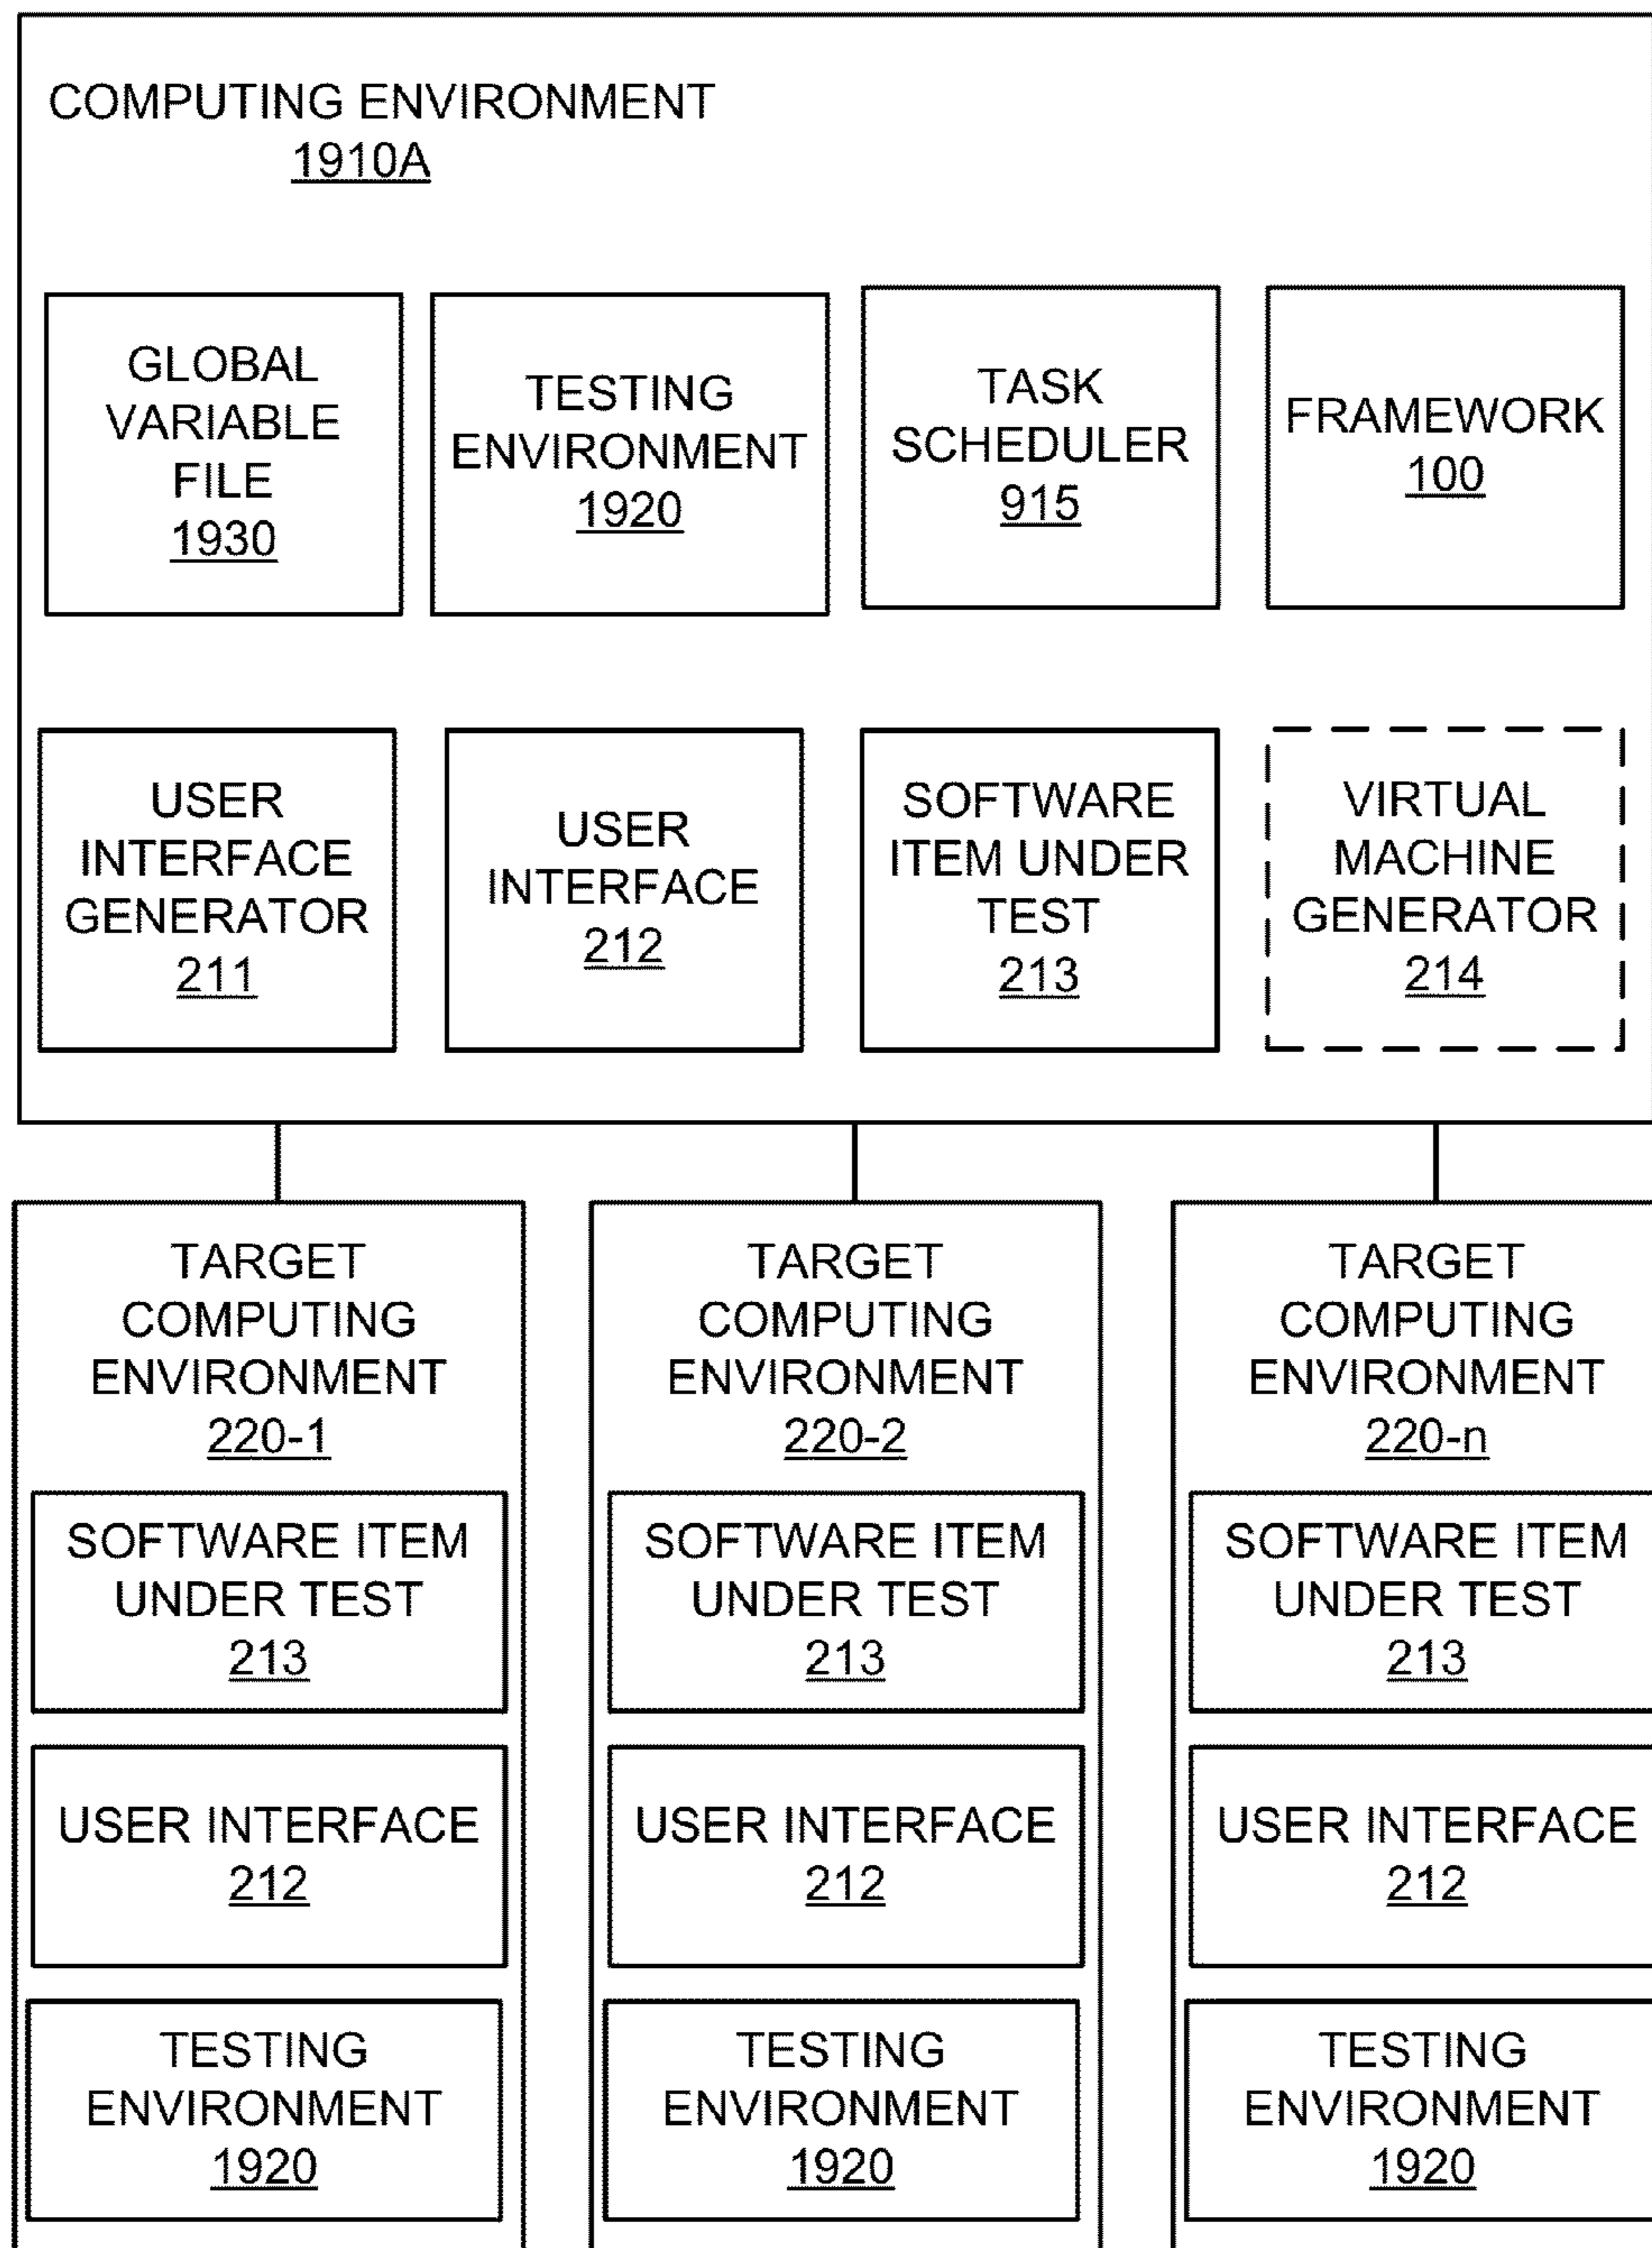 COMPUTING ENVIRONMENT
1910A
GLOBAL
VARIABLE
FILE
1930
TESTING
ENVIRONMENT
1920
TASK
SCHEDULER
915
FRAMEWORK
100
USER
INTERFACE
GENERATOR
211
USER
INTERFACE
212
SOFTWARE
ITEM UNDER
TEST
213
VIRTUAL
MACHINE
GENERATOR
214
TARGET
COMPUTING
ENVIRONMENT
220-1
SOFTWARE ITEM
UNDER TEST
213
USER INTERFACE
212
TESTING
ENVIRONMENT
1920
TARGET
COMPUTING
ENVIRONMENT
220-2
SOFTWARE ITEM
UNDER TEST
213
USER INTERFACE
212
TESTING
ENVIRONMENT
1920
TARGET
COMPUTING
ENVIRONMENT
220-n
SOFTWARE ITEM
UNDER TEST
213
USER INTERFACE
212
TESTING
ENVIRONMENT
1920